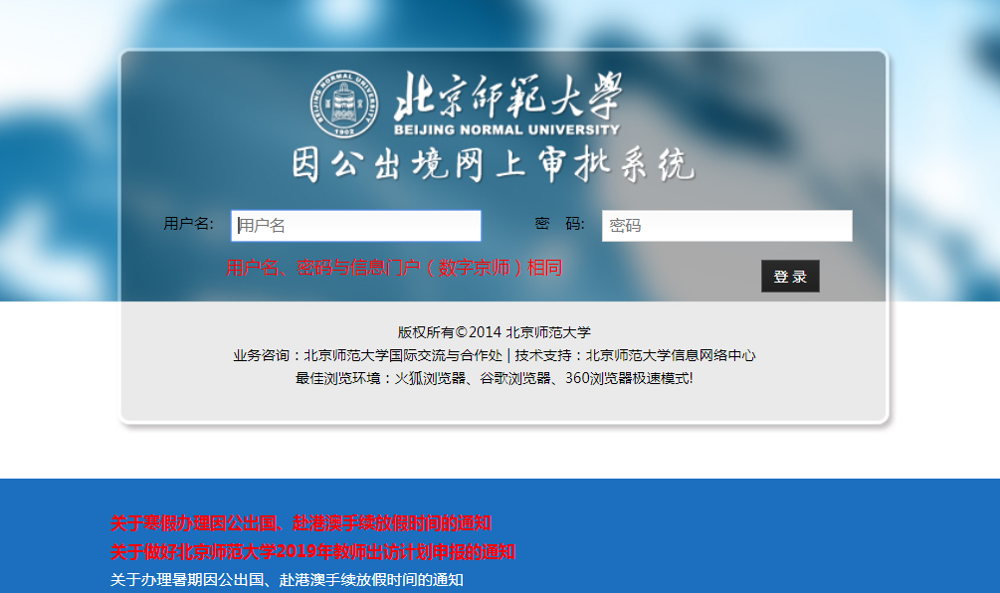 BEIJING NORMAL UNIVERSITY
1902
北京师范大学
BEIJING NORMAL UNIVERSITY
因公出境网上审批系统
用户名: 用户名 密 码: 密码
用户名、密码与信息门户（数字京师）相同
登 录
版权所有©2014 北京师范大学
业务咨询：北京师范大学国际交流与合作处 | 技术支持：北京师范大学信息网络中心
最佳浏览环境：火狐浏览器、谷歌浏览器、360浏览器极速模式!
关于寒假办理因公出国、赴港澳手续放假时间的通知
关于做好北京师范大学2019年教师出访计划申报的通知
关于办理暑期因公出国、赴港澳手续放假时间的通知